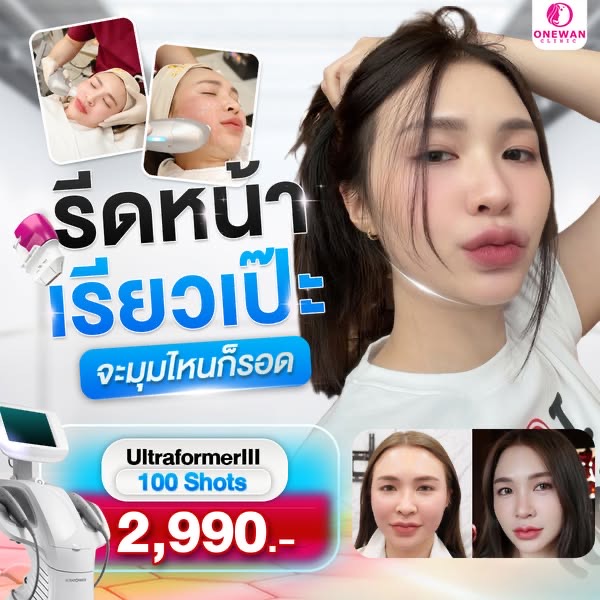 ONEWAN
CLINIC
รีดหน้า
เรียวเป๊ะ
จะมุมไหนก็รอด
UltraformerIII
100 Shots
2,990.-